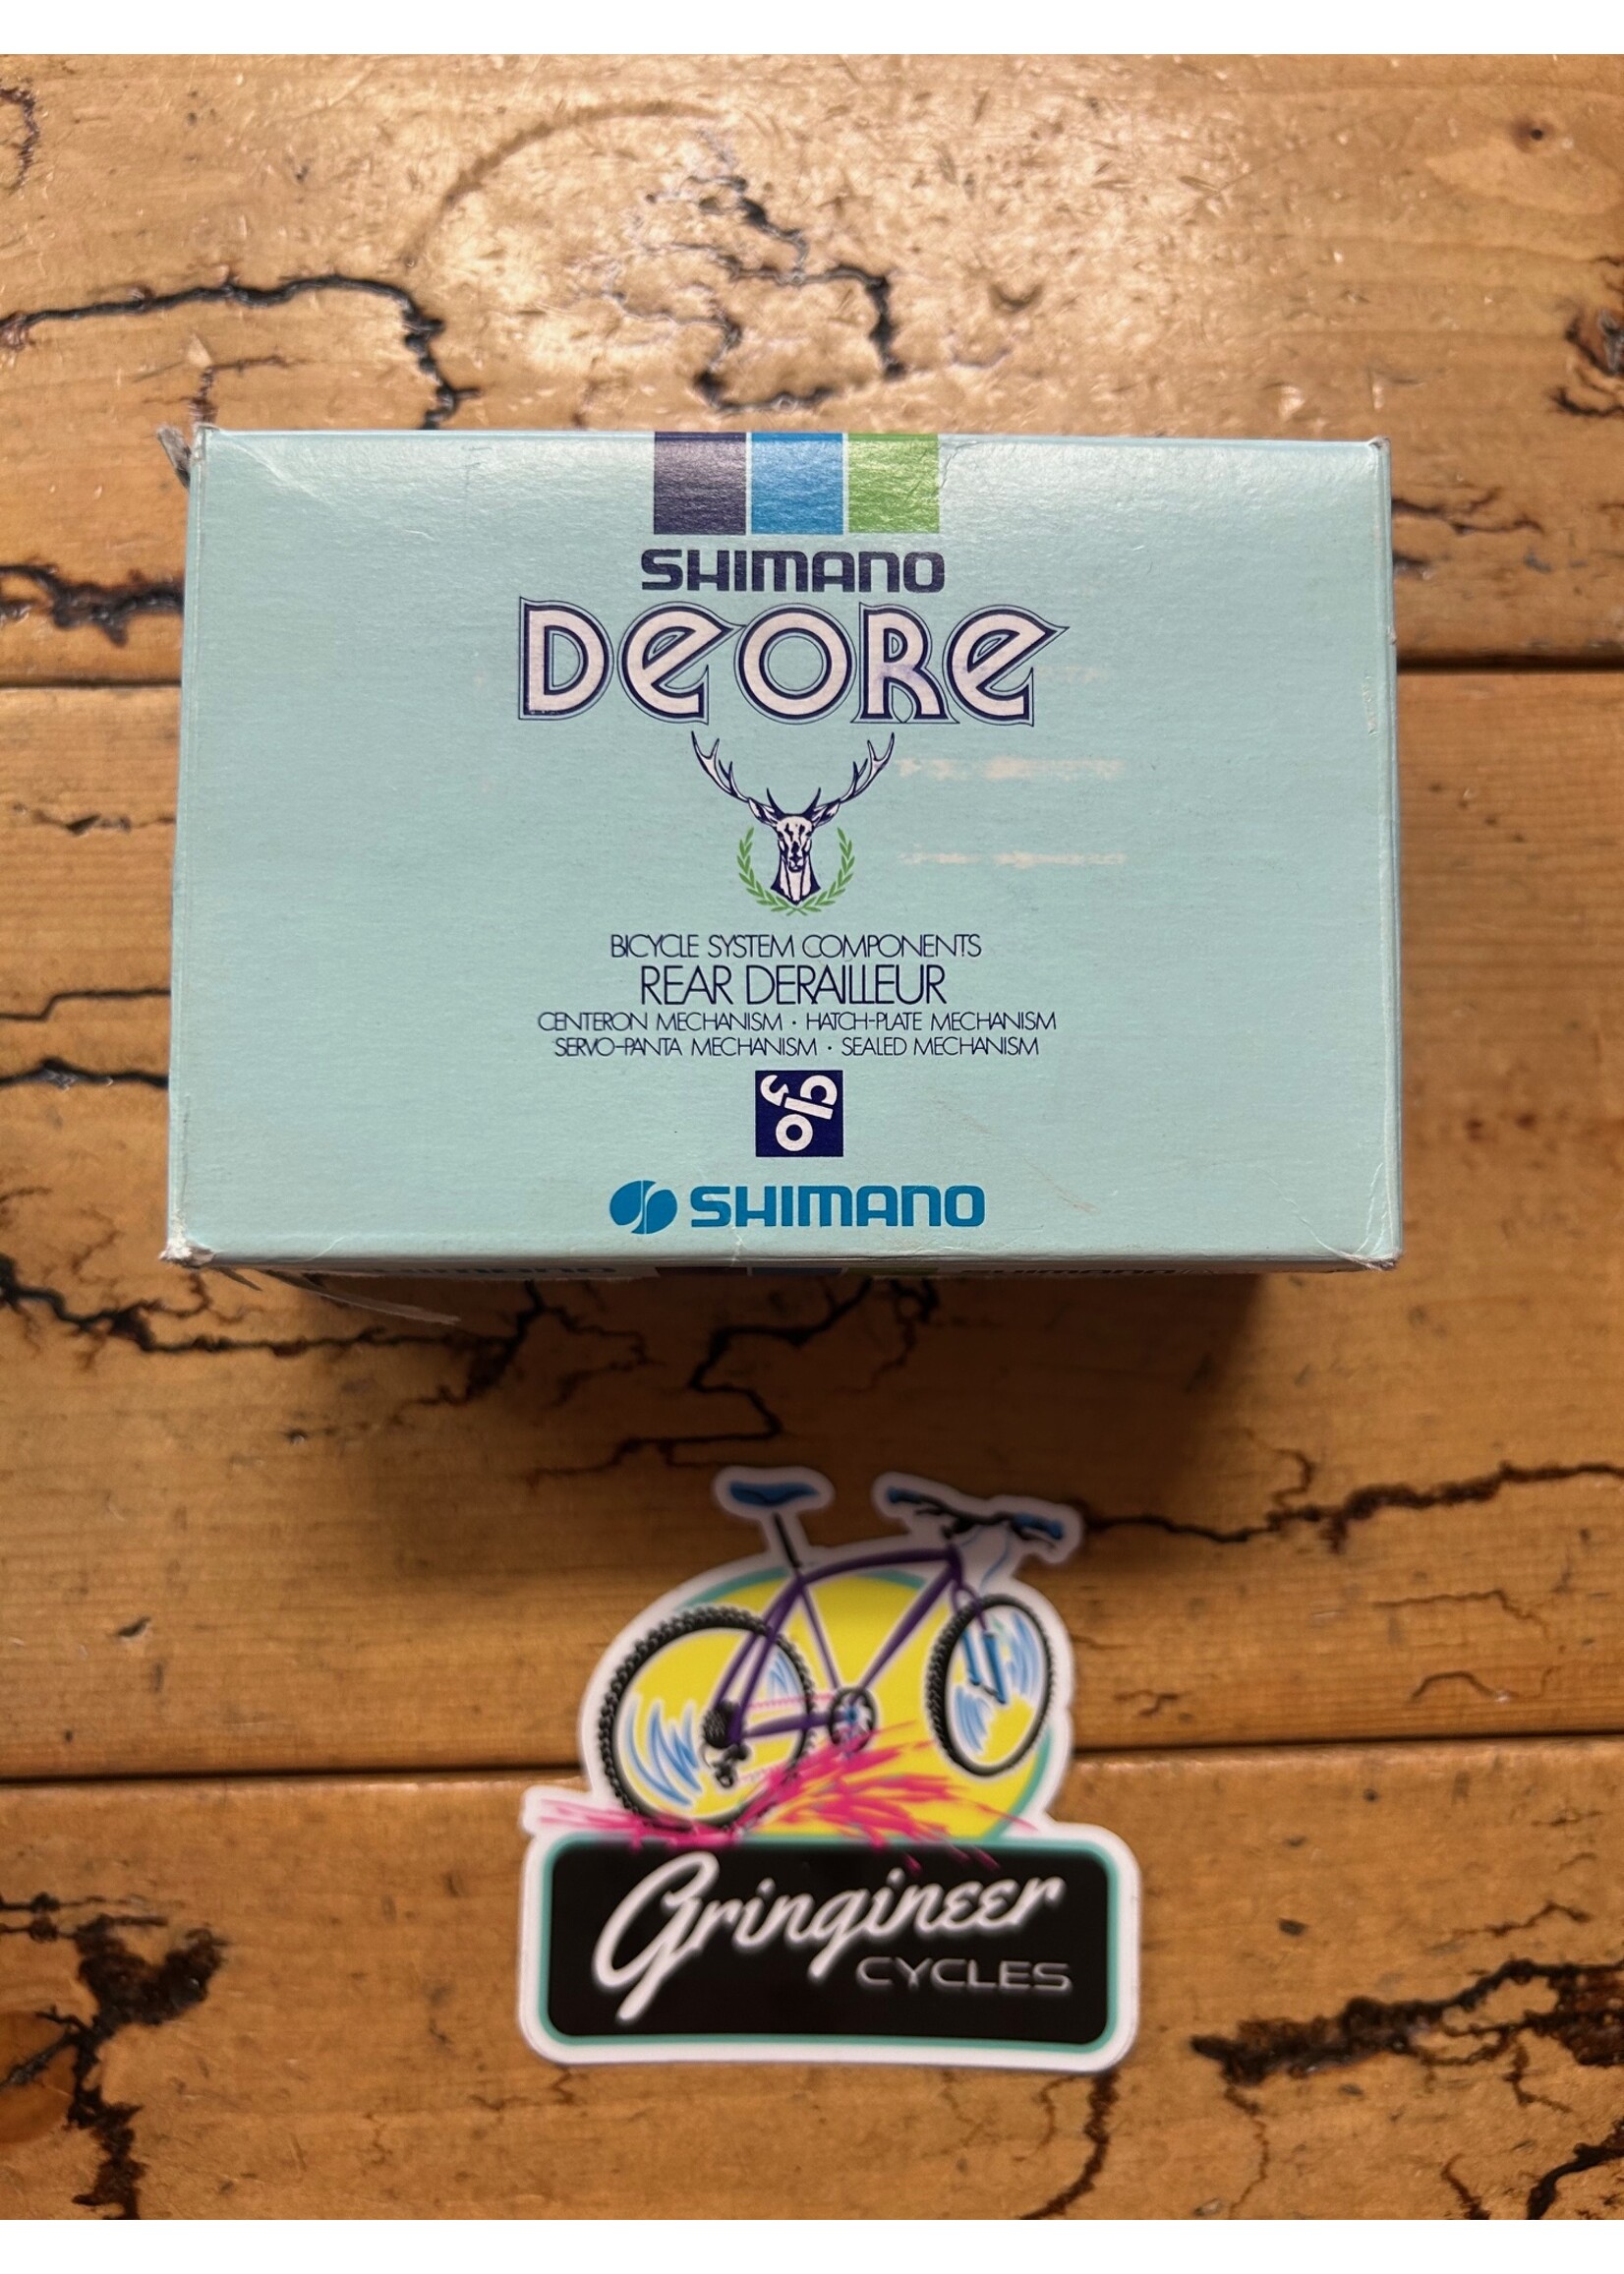 SHIMANO
DEORE
BICYCLE SYSTEM COMPONENTS
REAR DERAILLEUR
CENTERON MECHANISM · HATCH-PLATE MECHANISM
SERVO-PANTA MECHANISM · SEALED MECHANISM
SHIMANO
Gringineer
CYCLES